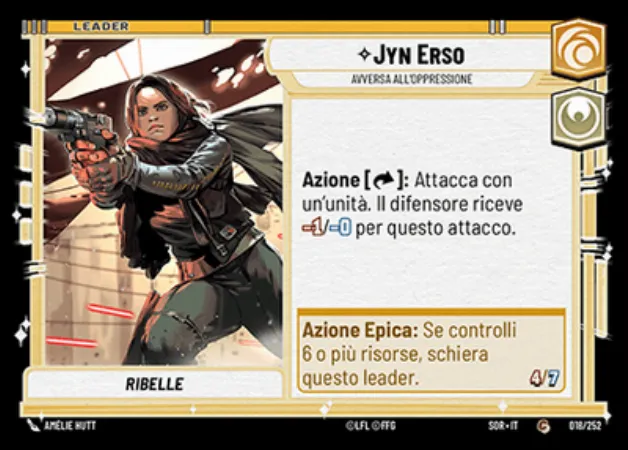 LEADER
JYN ERSO
AVVERSA ALL'OPPRESSIONE
Azione [ ]: Attacca con
un'unità. Il difensore riceve
-1/-0 per questo attacco.
Azione Epica: Se controlli
6 o più risorse, schiera
questo leader.
4/7
RIBELLE
AMÉLIE HUTT
©LFL ©FFG
SOR•IT
C
018/252